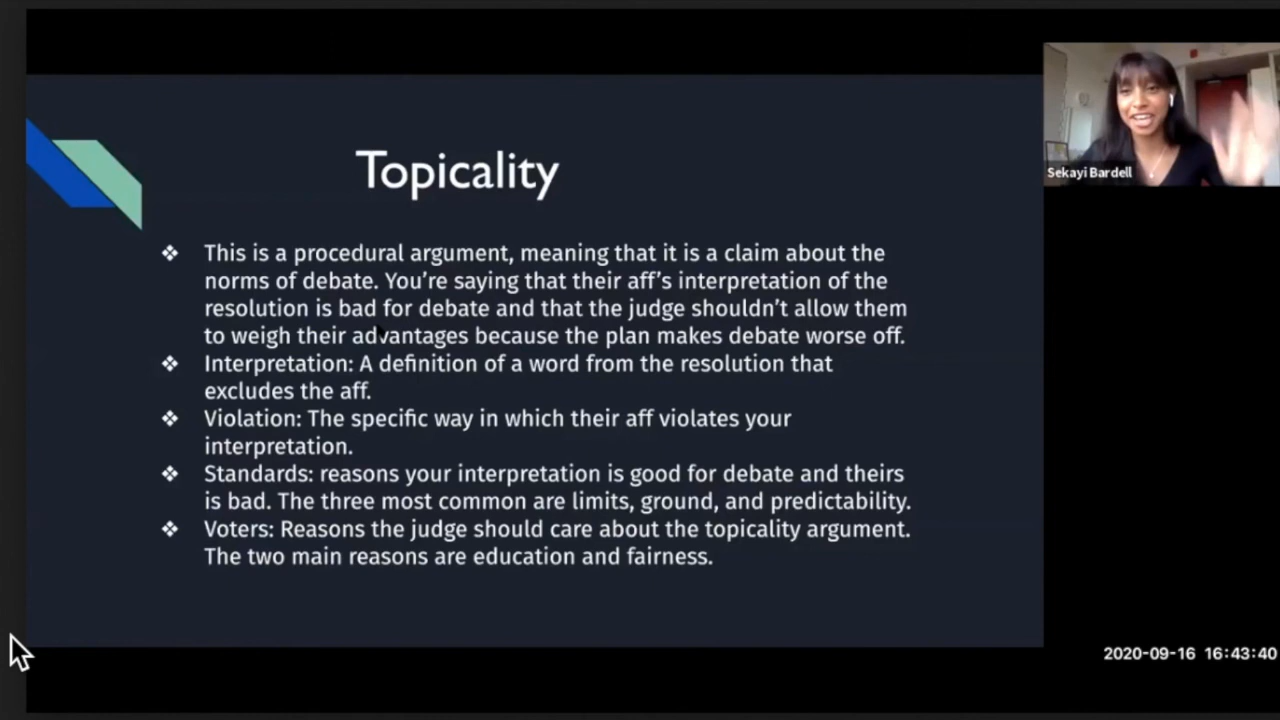 Topicality
❖ This is a procedural argument, meaning that it is a claim about the
norms of debate. You’re saying that their aff’s interpretation of the
resolution is bad for debate and that the judge shouldn’t allow them
to weigh their advantages because the plan makes debate worse off.
❖ Interpretation: A definition of a word from the resolution that
excludes the aff.
❖ Violation: The specific way in which their aff violates your
interpretation.
❖ Standards: reasons your interpretation is good for debate and theirs
is bad. The three most common are limits, ground, and predictability.
❖ Voters: Reasons the judge should care about the topicality argument.
The two main reasons are education and fairness.
Sekayi Bardell
2020-09-16 16:43:40